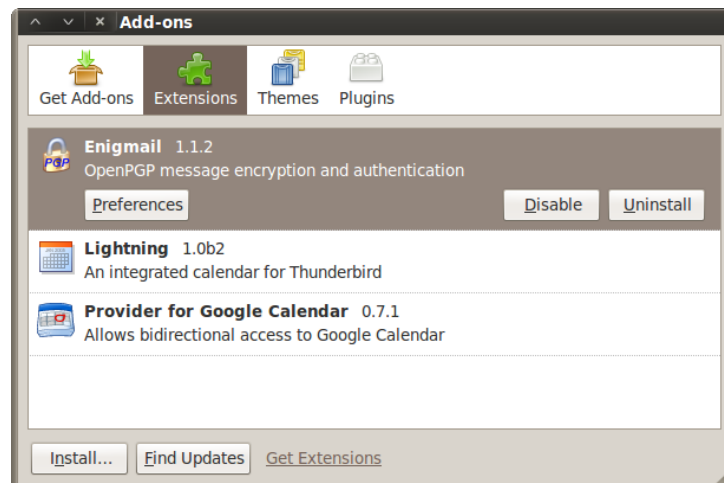 Add-ons
Get Add-ons Extensions Themes Plugins
Enigmail 1.1.2
PGP OpenPGP message encryption and authentication
Preferences Disable Uninstall
Lightning 1.0b2
An integrated calendar for Thunderbird
Provider for Google Calendar 0.7.1
Allows bidirectional access to Google Calendar
Install... Find Updates Get Extensions